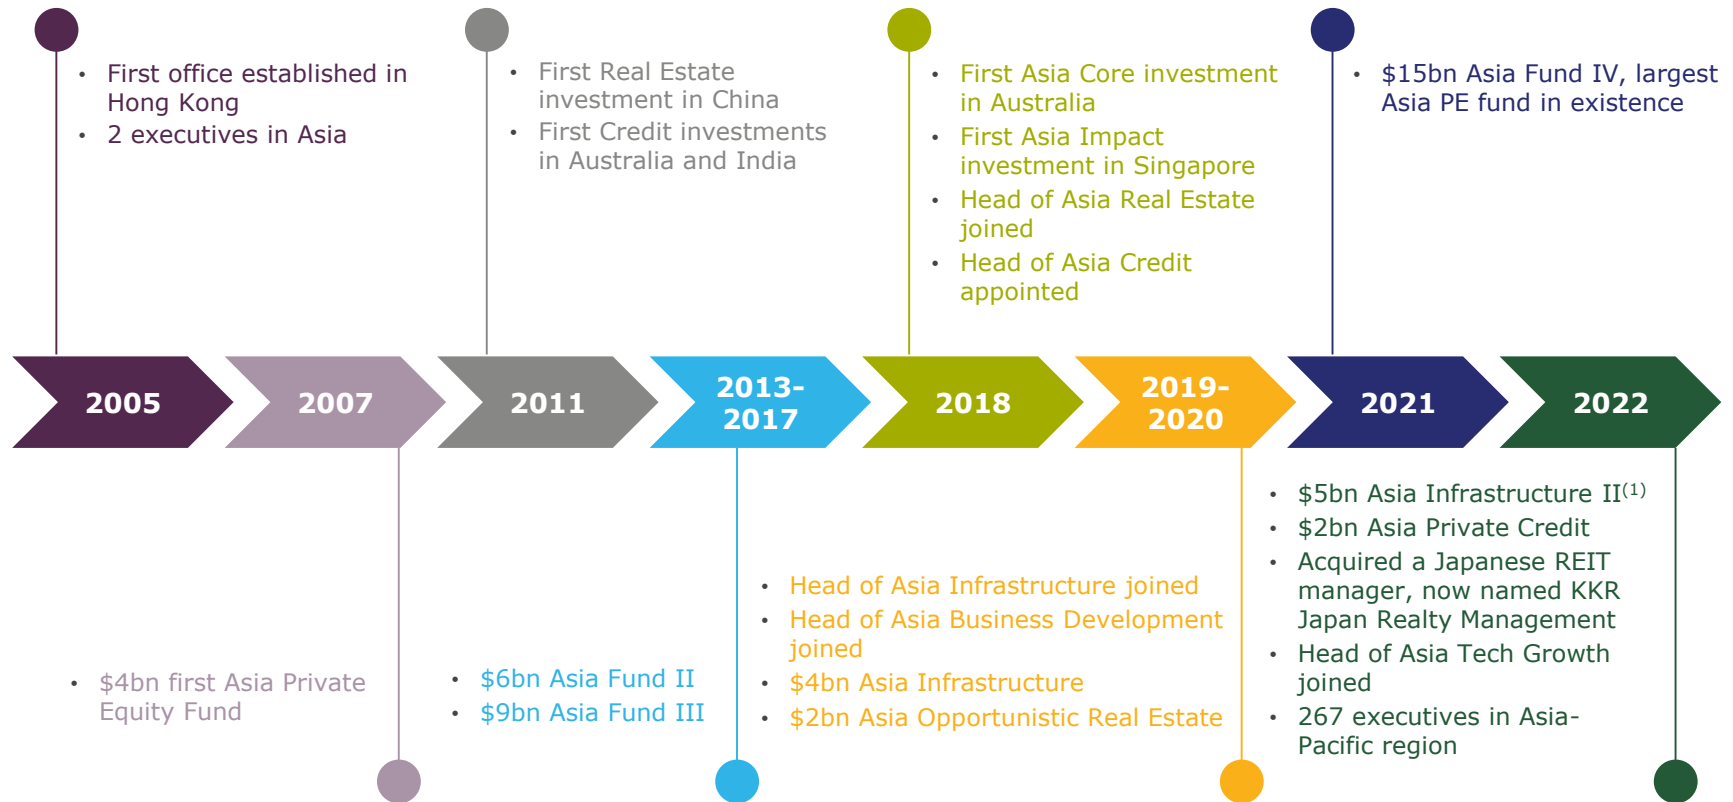 • First office established in
Hong Kong
• 2 executives in Asia
• First Real Estate
investment in China
• First Credit investments
in Australia and India
• First Asia Core investment
in Australia
• First Asia Impact
investment in Singapore
• Head of Asia Real Estate
joined
• Head of Asia Credit
appointed
• $15bn Asia Fund IV, largest
Asia PE fund in existence
2005
2007
2011
2013-
2017
2018
2019-
2020
2021
2022
• $4bn first Asia Private
Equity Fund
• $6bn Asia Fund II
• $9bn Asia Fund III
• Head of Asia Infrastructure joined
• Head of Asia Business Development
joined
• $4bn Asia Infrastructure
• $2bn Asia Opportunistic Real Estate
• $5bn Asia Infrastructure II(1)
• $2bn Asia Private Credit
• Acquired a Japanese REIT
manager, now named KKR
Japan Realty Management
• Head of Asia Tech Growth
joined
• 267 executives in Asia-
Pacific region